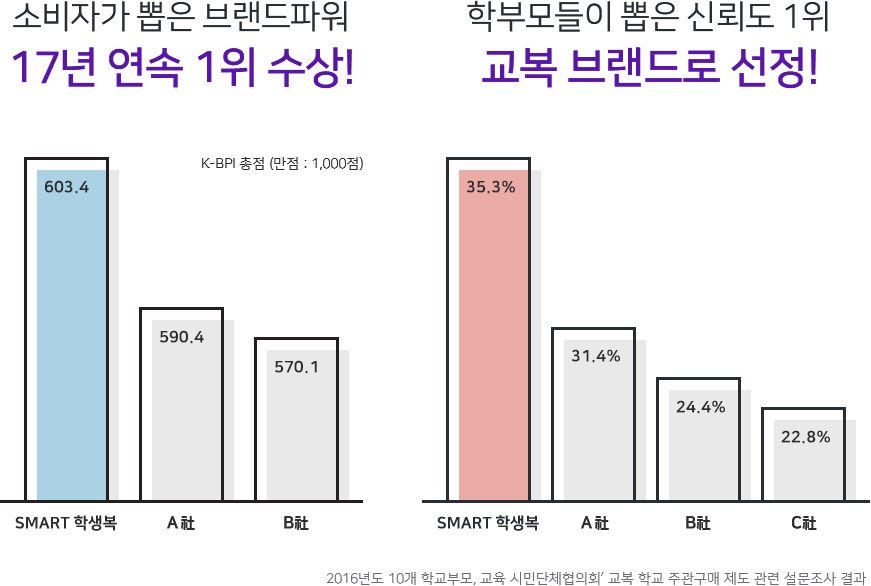 소비자가 뽑은 브랜드파워
17년 연속 1위 수상!
K-BPI 총점 (만점 : 1,000점)
603.4
590.4
570.1
SMART 학생복
A社
B社
학부모들이 뽑은 신뢰도 1위
교복 브랜드로 선정!
35.3%
31.4%
24.4%
22.8%
SMART 학생복
A社
B社
C社
2016년도 10개 학교부모, 교육 시민단체협의회’ 교복 학교 주관구매 제도 관련 설문조사 결과